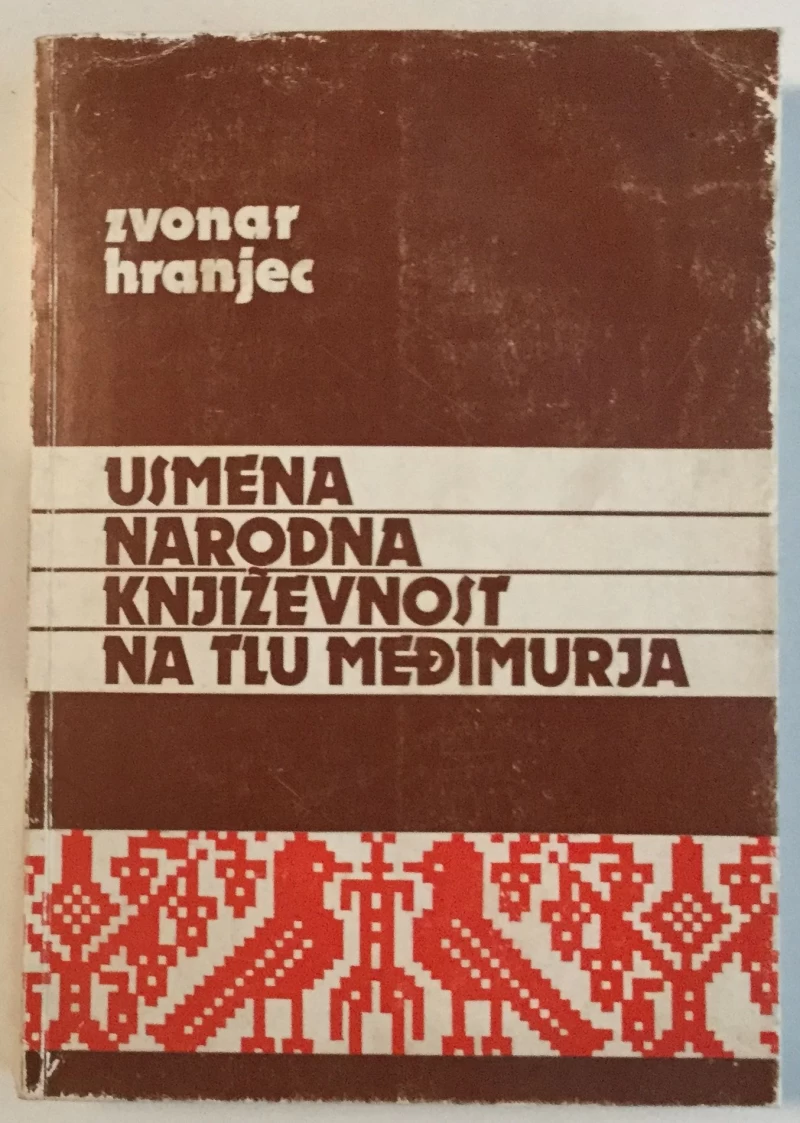 zvonar
hranjec
USMENA
NARODNA
KNJIŽEVNOST
NA TLU MEĐIMURJA